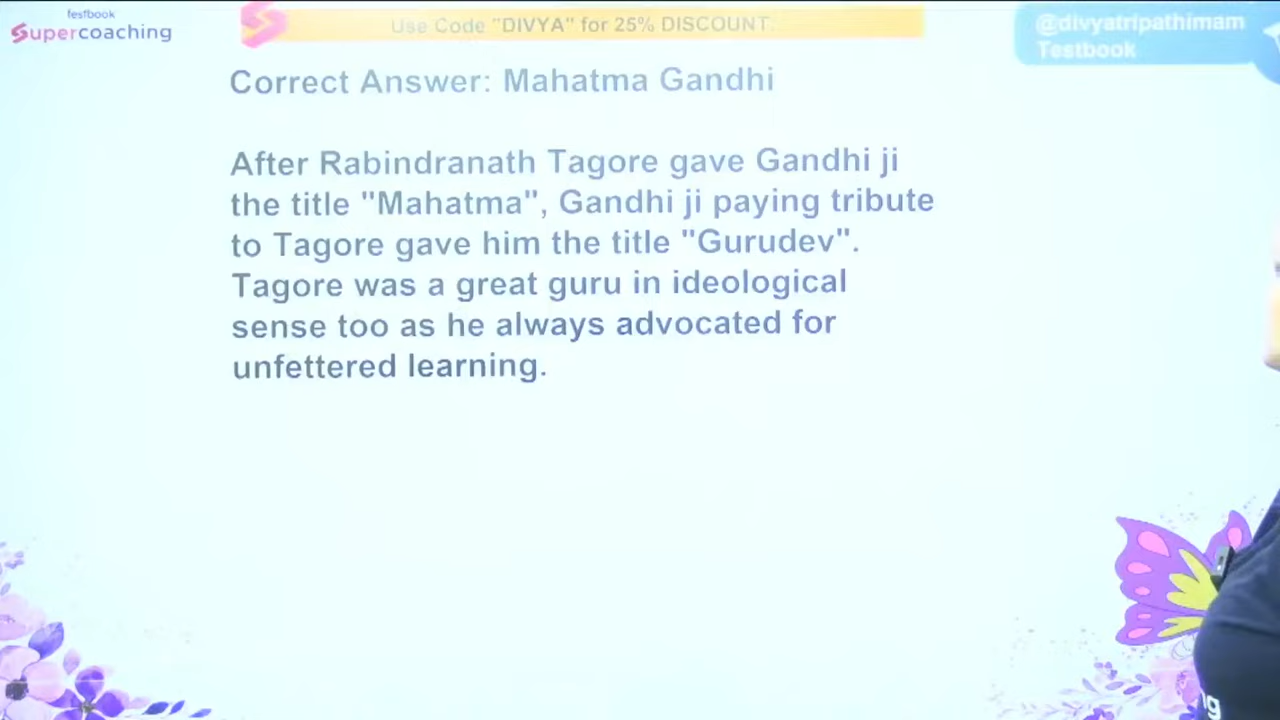 testbook
Supercoaching
Use Code "DIVYA" for 25% DISCOUNT.
@divyatripathimam
Testbook
Correct Answer: Mahatma Gandhi
After Rabindranath Tagore gave Gandhi ji
the title "Mahatma", Gandhi ji paying tribute
to Tagore gave him the title "Gurudev".
Tagore was a great guru in ideological
sense too as he always advocated for
unfettered learning.